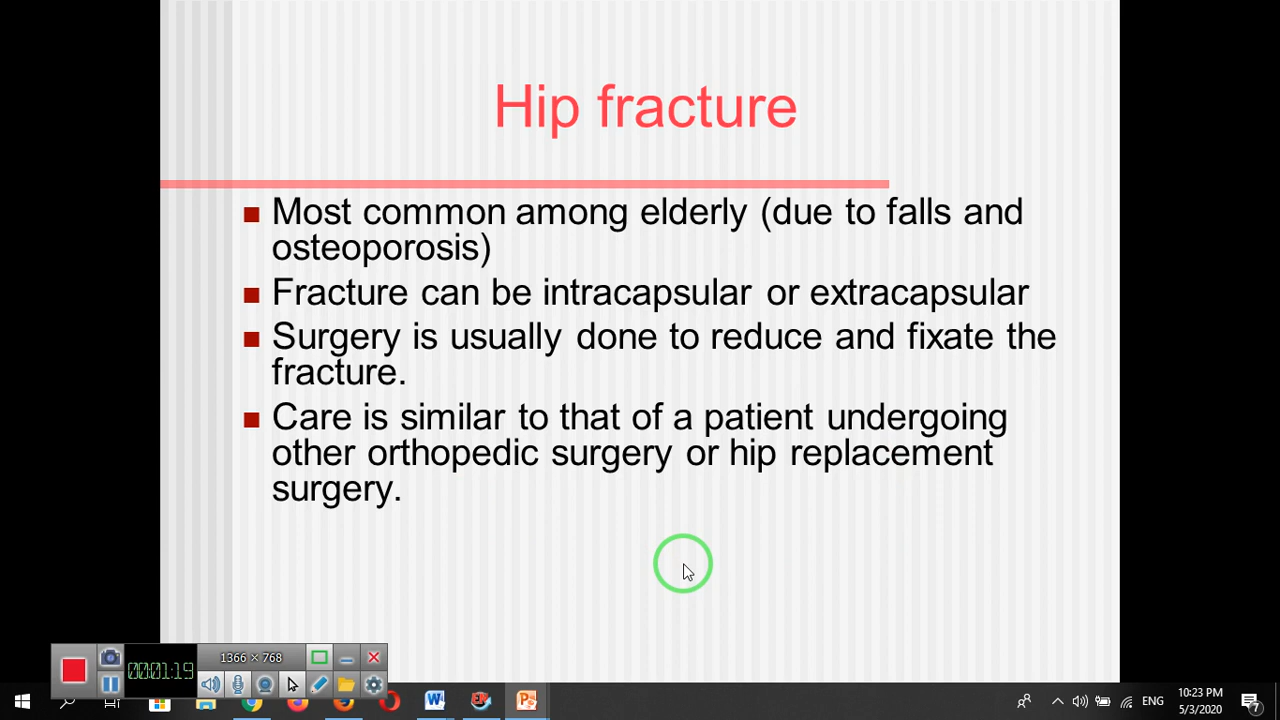 Hip fracture
Most common among elderly (due to falls and
osteoporosis)
Fracture can be intracapsular or extracapsular
Surgery is usually done to reduce and fixate the
fracture.
Care is similar to that of a patient undergoing
other orthopedic surgery or hip replacement
surgery.
1366 × 768
00:01:19
ENG
10:23 PM
5/3/2020
7